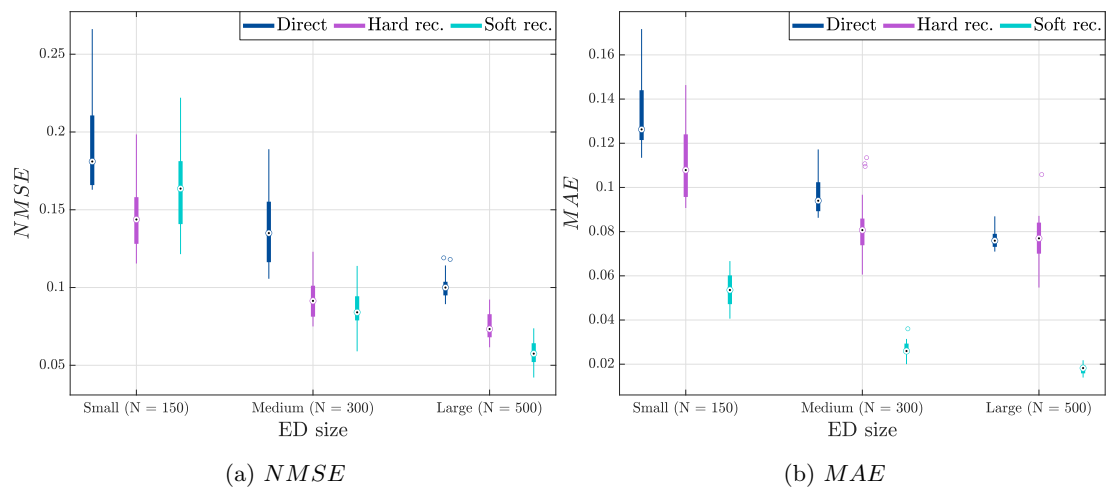 Direct Hard rec. Soft rec.
0.25
0.2
0.15
0.1
0.05
NMSE
Small (N = 150) Medium (N = 300) Large (N = 500)
ED size
(a) NMSE
Direct Hard rec. Soft rec.
0.16
0.14
0.12
0.1
0.08
0.06
0.04
0.02
MAE
Small (N = 150) Medium (N = 300) Large (N = 500)
ED size
(b) MAE